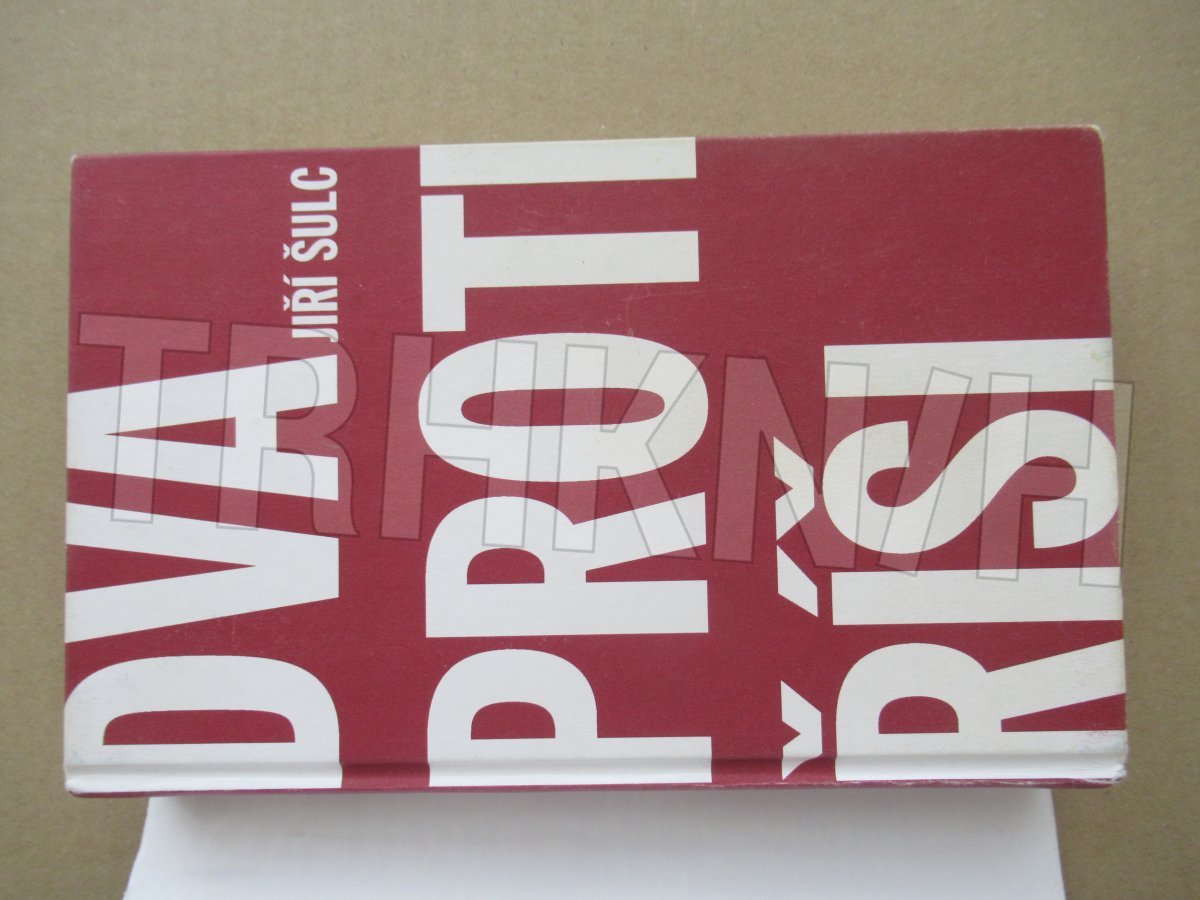 DVA
JIŘÍ ŠULC
PROTI
ŘÍŠI
TRHKNIH